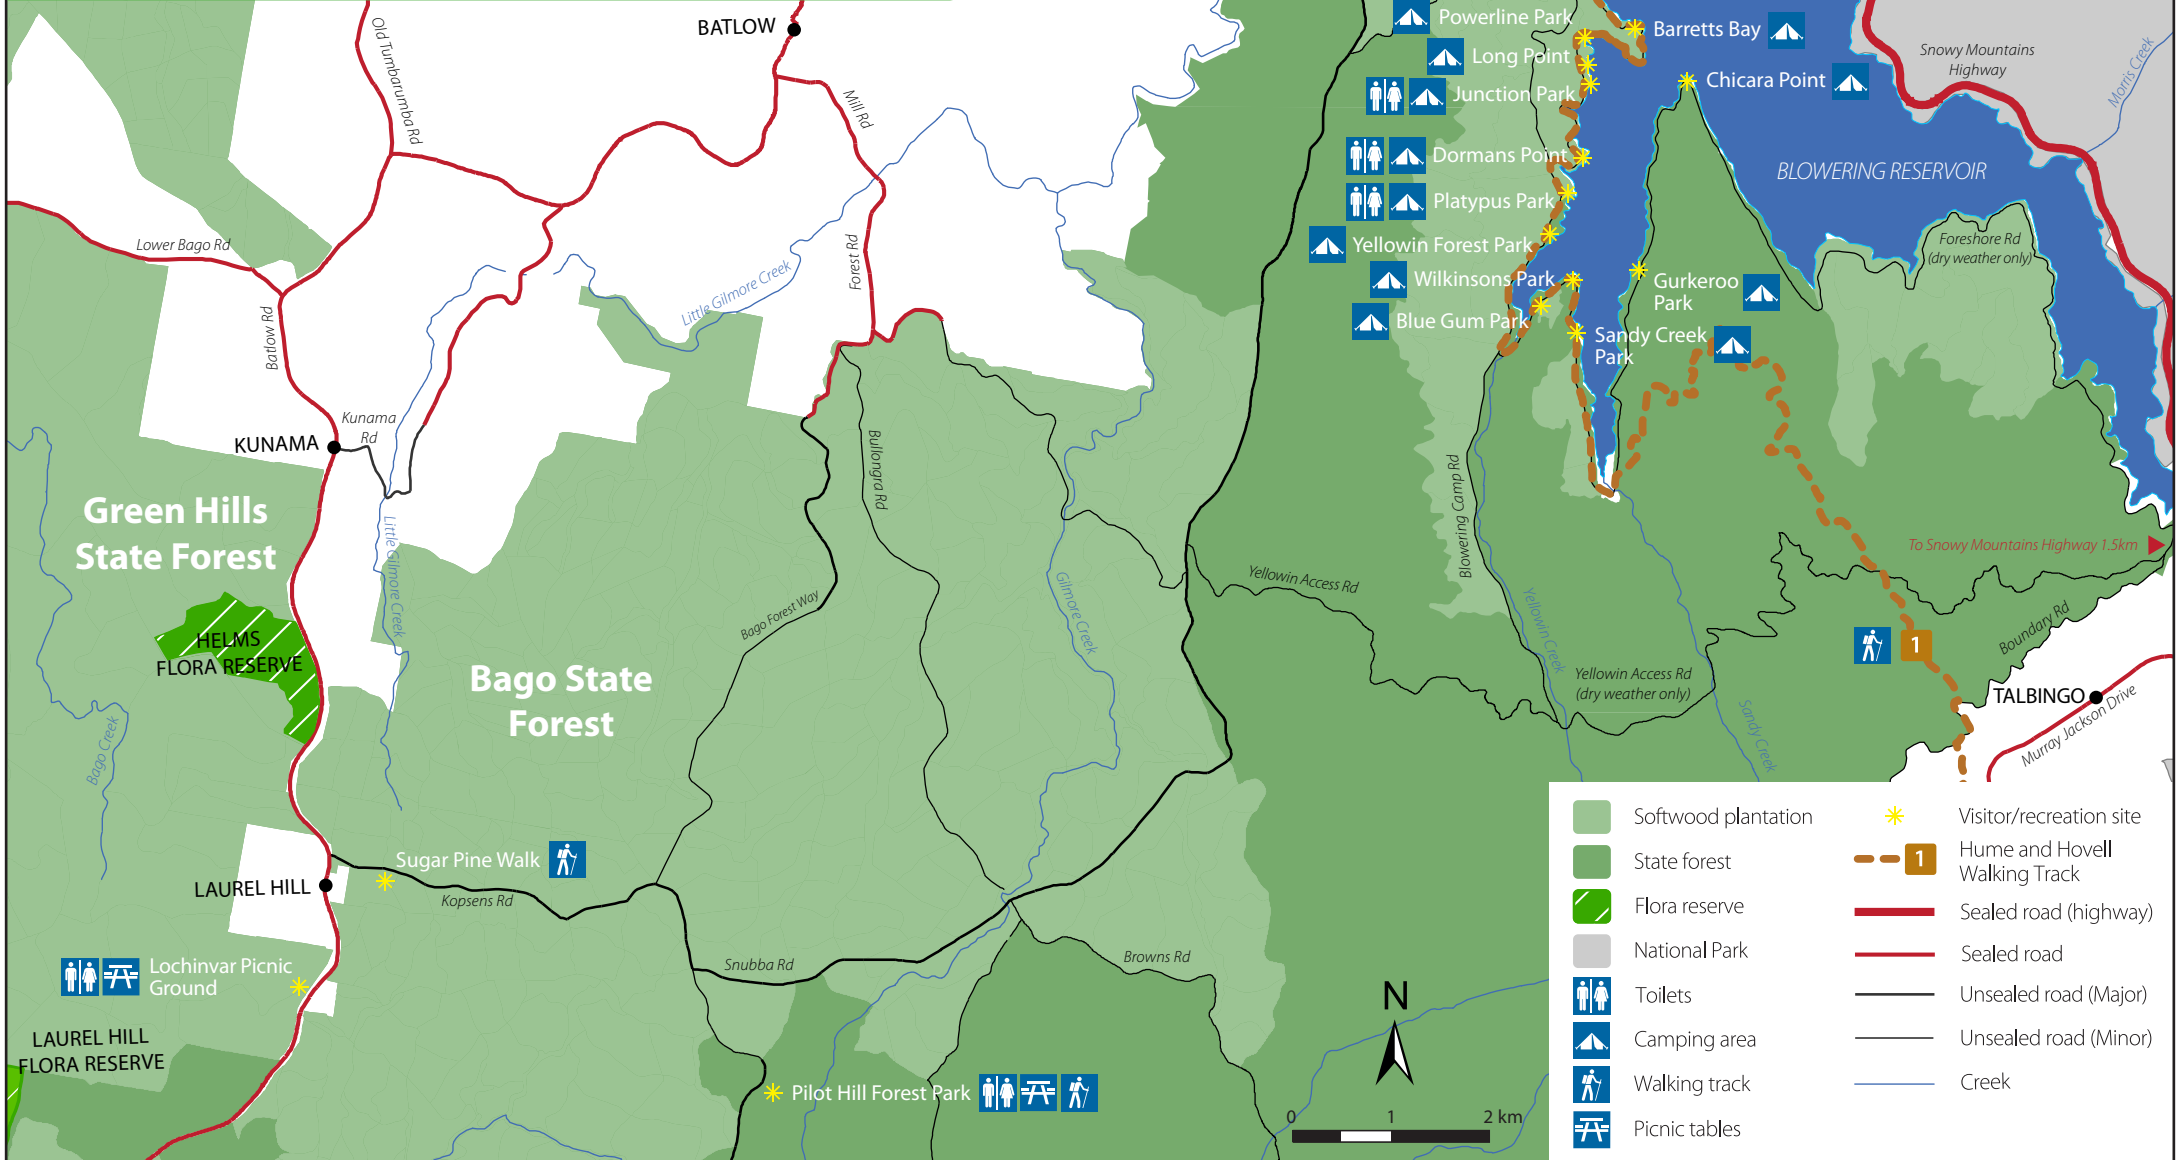 BATLOW
Old Tumbarumba Rd
Mill Rd
Powerline Park
Barretts Bay
Long Point
Chicara Point
Junction Park
Snowy Mountains
Highway
Morris Creek
Dormans Point
BLOWERING RESERVOIR
Platypus Park
Lower Bago Rd
Forest Rd
Yellowin Forest Park
Foreshore Rd
(dry weather only)
Little Gilmore Creek
Wilkinsons Park
Gurkeroo
Park
Batlow Rd
Blue Gum Park
Sandy Creek
Park
Kunama
Rd
KUNAMA
Bullongra Rd
Blowering Camp Rd
Green Hills
State Forest
Little Gilmore Creek
To Snowy Mountains Highway 1.5km
Yellowin Access Rd
Gilmore Creek
Bago Forest Way
Yellowin Creek
Boundary Rd
HELMS
FLORA RESERVE
1
Bago State
Forest
Yellowin Access Rd
(dry weather only)
TALBINGO
Murray Jackson Drive
Bago Creek
Sandy Creek
Sugar Pine Walk
LAUREL HILL
Kopsens Rd
Snubba Rd
Browns Rd
Lochinvar Picnic
Ground
LAUREL HILL
FLORA RESERVE
Pilot Hill Forest Park
N
0 1 2 km
Softwood plantation
State forest
Flora reserve
National Park
Toilets
Camping area
Walking track
Picnic tables
Visitor/recreation site
1
Hume and Hovell
Walking Track
Sealed road (highway)
Sealed road
Unsealed road (Major)
Unsealed road (Minor)
Creek